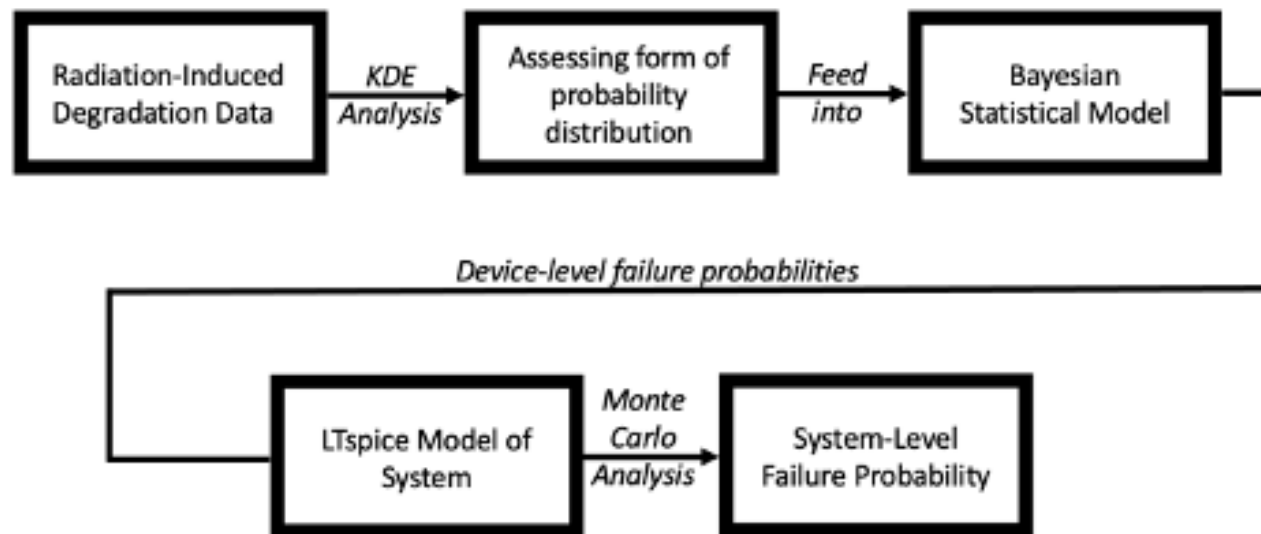 Radiation-Induced
Degradation Data
KDE
Analysis
Assessing form of
probability
distribution
Feed
into
Bayesian
Statistical Model
Device-level failure probabilities
LTspice Model of
System
Monte
Carlo
Analysis
System-Level
Failure Probability